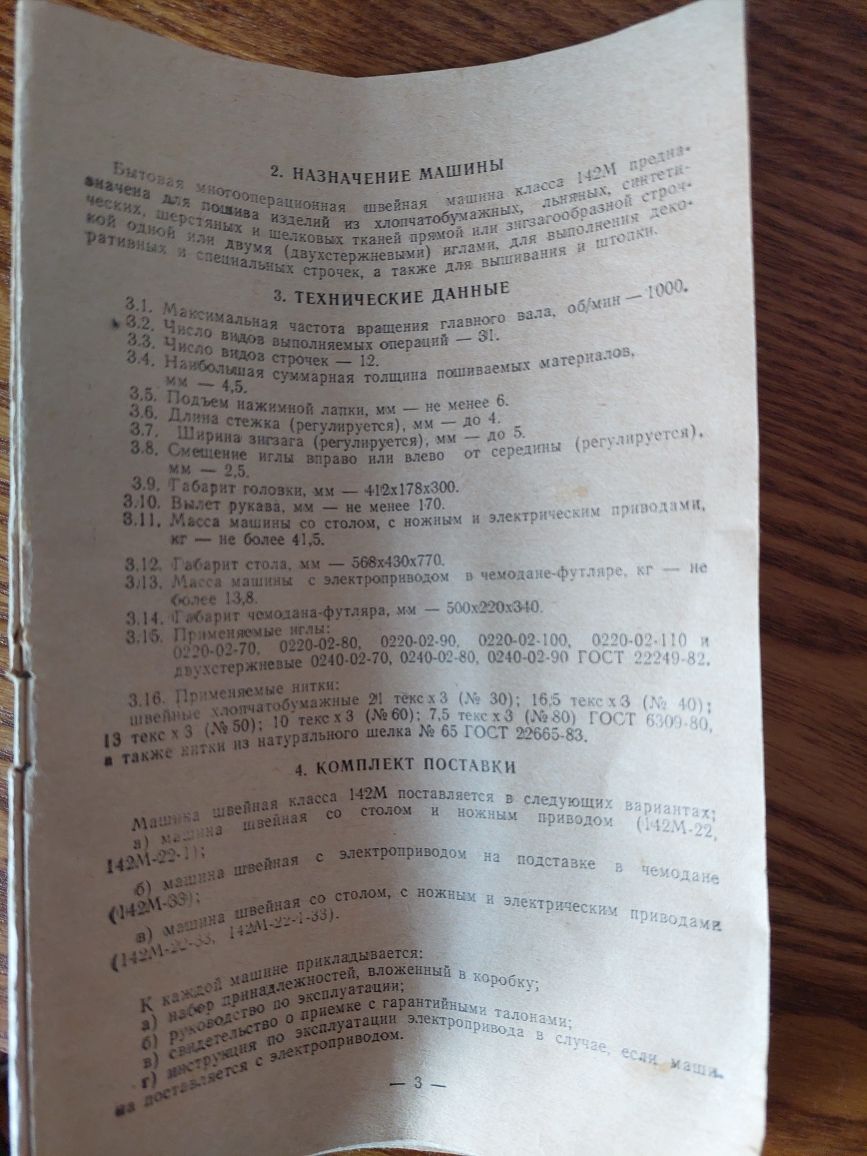 2. НАЗНАЧЕНИЕ МАШИНЫ
Бытовая многооперационная швейная машина класса 142М предна-
значена для пошива изделий из хлопчатобумажных, льняных, синтети-
ческих, шерстяных и шелковых тканей прямой или зигзагообразной строч-
кой одной или двумя (двухстержневыми) иглами, для выполнения деко-
ративных и специальных строчек, а также для вышивания и штопки.
3. ТЕХНИЧЕСКИЕ ДАННЫЕ
3.1. Максимальная частота вращения главного вала, об/мин — 1000.
3.2. Число видов выполняемых операций — 31.
3.3. Число видов строчек — 12.
3.4. Наибольшая суммарная толщина пошиваемых материалов,
мм — 4,5.
3.5. Подъем нажимной лапки, мм — не менее 6.
3.6. Длина стежка (регулируется), мм — до 4.
3.7. Ширина зигзага (регулируется), мм — до 5.
3.8. Смещение иглы вправо или влево от середины (регулируется),
мм — 2,5.
3.9. Габарит головки, мм — 412х178х300.
3.10. Вылет рукава, мм — не менее 170.
3.11. Масса машины со столом, с ножным и электрическим приводами,
кг — не более 41,5.
3.12. Габарит стола, мм — 568х430х770.
3.13. Масса машины с электроприводом в чемодане-футляре, кг — не
более 13,8.
3.14. Габарит чемодана-футляра, мм — 500х220х340.
3.15. Применяемые иглы:
0220-02-70, 0220-02-80, 0220-02-90, 0220-02-100, 0220-02-110 и
двухстержневые 0240-02-70, 0240-02-80, 0240-02-90 ГОСТ 22249-82.
3.16. Применяемые нитки:
швейные хлопчатобумажные 21 текс х 3 (№ 30); 16,5 текс х 3 (№ 40);
13 текс х 3 (№ 50); 10 текс х 3 (№ 60); 7,5 текс х 3 (№ 80) ГОСТ 6309-80,
а также нитки из натурального шелка № 65 ГОСТ 22665-83.
4. КОМПЛЕКТ ПОСТАВКИ
Машина швейная класса 142М поставляется в следующих вариантах;
а) машина швейная со столом и ножным приводом (142М-22,
142М-22-1);
б) машина швейная с электроприводом на подставке в чемодане
(142М-33);
в) машина швейная со столом, с ножным и электрическим приводами
(142М-22-33, 142М-22-1-33).
К каждой машине прикладывается:
а) набор принадлежностей, вложенный в коробку;
б) руководство по эксплуатации;
в) свидетельство о приемке с гарантийными талонами;
г) инструкция по эксплуатации электропривода в случае, если маши-
на поставляется с электроприводом.
— 3 —